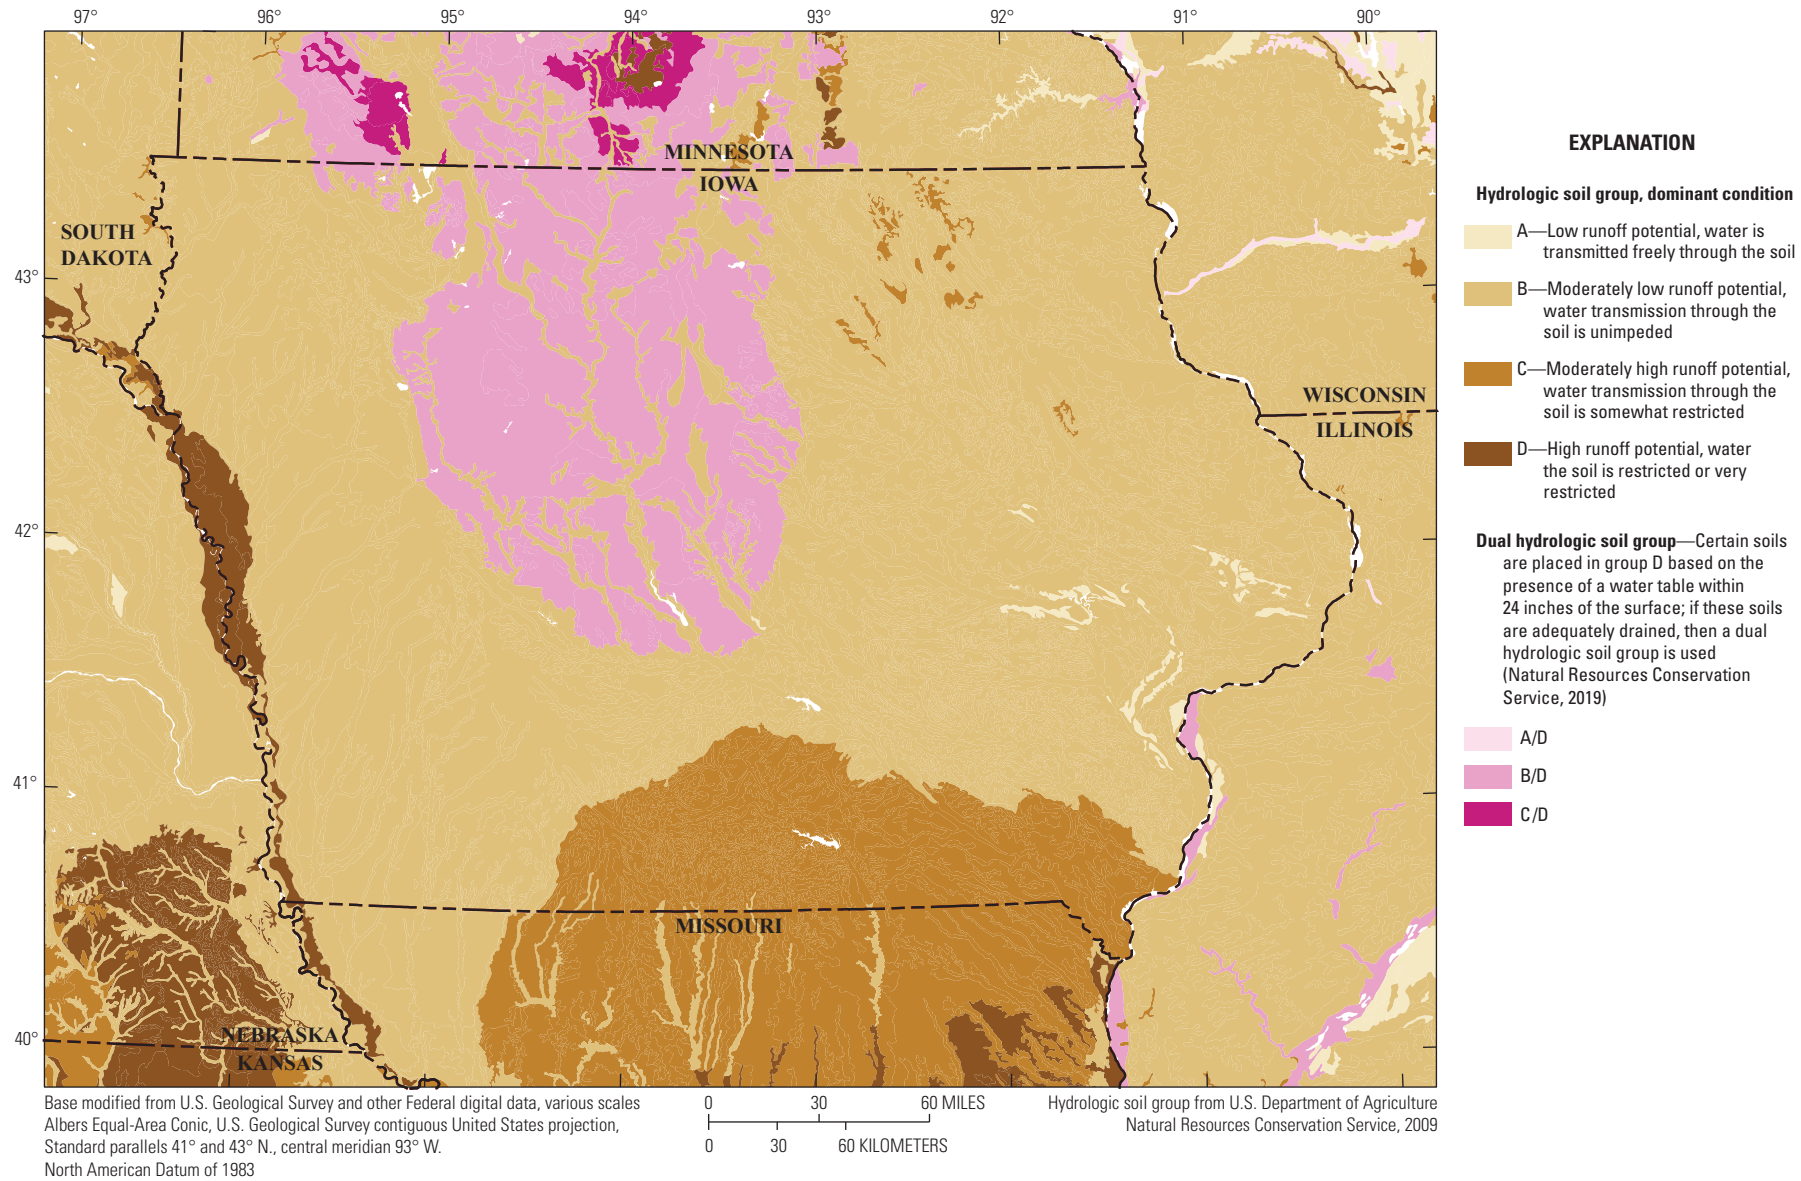 97° 96° 95° 94° 93° 92° 91° 90°
MINNESOTA
IOWA
SOUTH
DAKOTA
43°
WISCONSIN
ILLINOIS
42°
41°
MISSOURI
NEBRASKA
40°
KANSAS
EXPLANATION
Hydrologic soil group, dominant condition
A—Low runoff potential, water is
transmitted freely through the soil
B—Moderately low runoff potential,
water transmission through the
soil is unimpeded
C—Moderately high runoff potential,
water transmission through the
soil is somewhat restricted
D—High runoff potential, water
the soil is restricted or very
restricted
Dual hydrologic soil group—Certain soils
are placed in group D based on the
presence of a water table within
24 inches of the surface; if these soils
are adequately drained, then a dual
hydrologic soil group is used
(Natural Resources Conservation
Service, 2019)
A/D
B/D
C/D
Base modified from U.S. Geological Survey and other Federal digital data, various scales
Albers Equal-Area Conic, U.S. Geological Survey contiguous United States projection,
Standard parallels 41° and 43° N., central meridian 93° W.
North American Datum of 1983
0 30 60 MILES
0 30 60 KILOMETERS
Hydrologic soil group from U.S. Department of Agriculture
Natural Resources Conservation Service, 2009